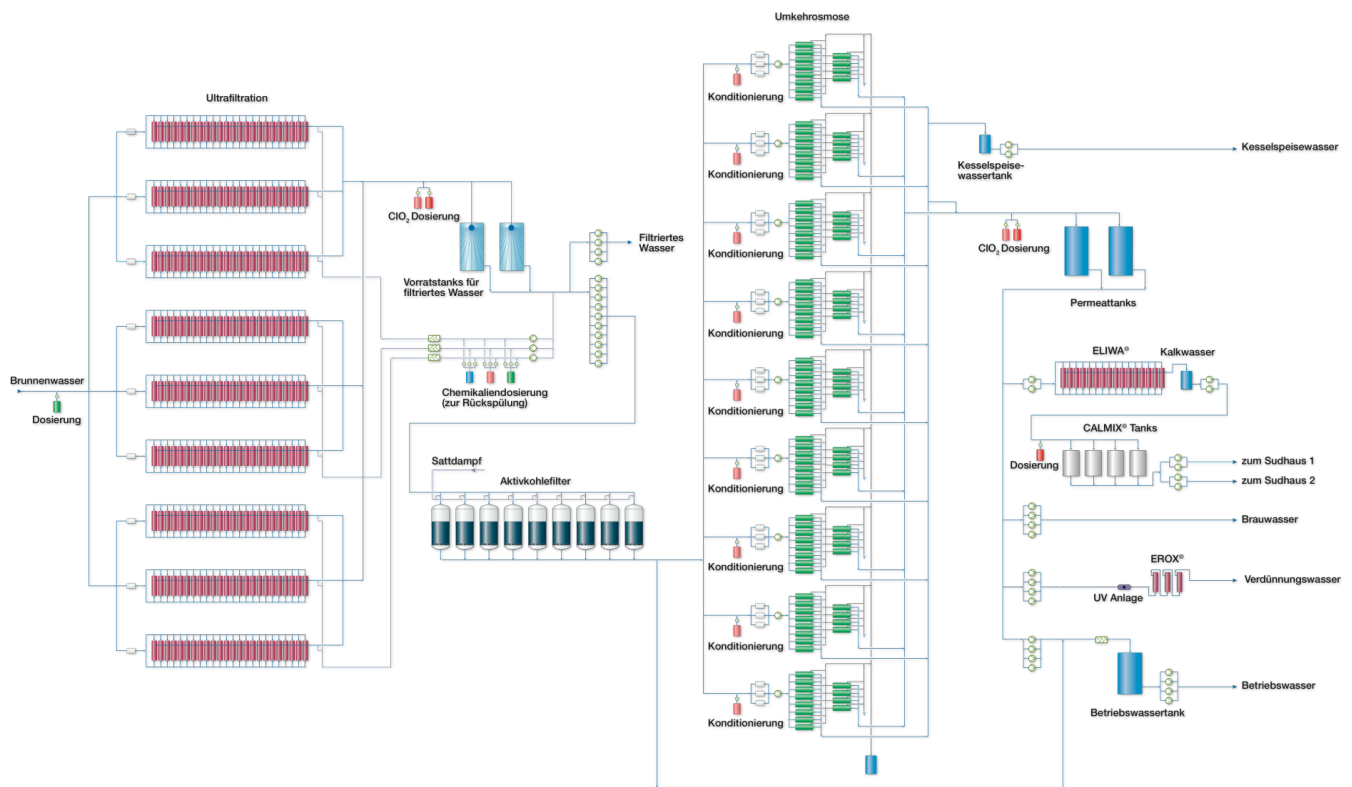 Umkehrosmose
Ultrafiltration
Konditionierung
Konditionierung
Konditionierung
Konditionierung
Konditionierung
Konditionierung
Konditionierung
Konditionierung
Konditionierung
Brunnenwasser
Dosierung
ClO₂ Dosierung
Vorratstanks für
filtriertes Wasser
Filtriertes
Wasser
Chemikaliendosierung
(zur Rückspülung)
Sattdampf
Aktivkohlefilter
Kesselspeise-
wassertank
Kesselspeisewasser
ClO₂ Dosierung
Permeattanks
ELIWA®
Kalkwasser
CALMIX® Tanks
Dosierung
zum Sudhaus 1
zum Sudhaus 2
Brauwasser
EROX®
UV Anlage
Verdünnungswasser
Betriebswasser
Betriebswassertank